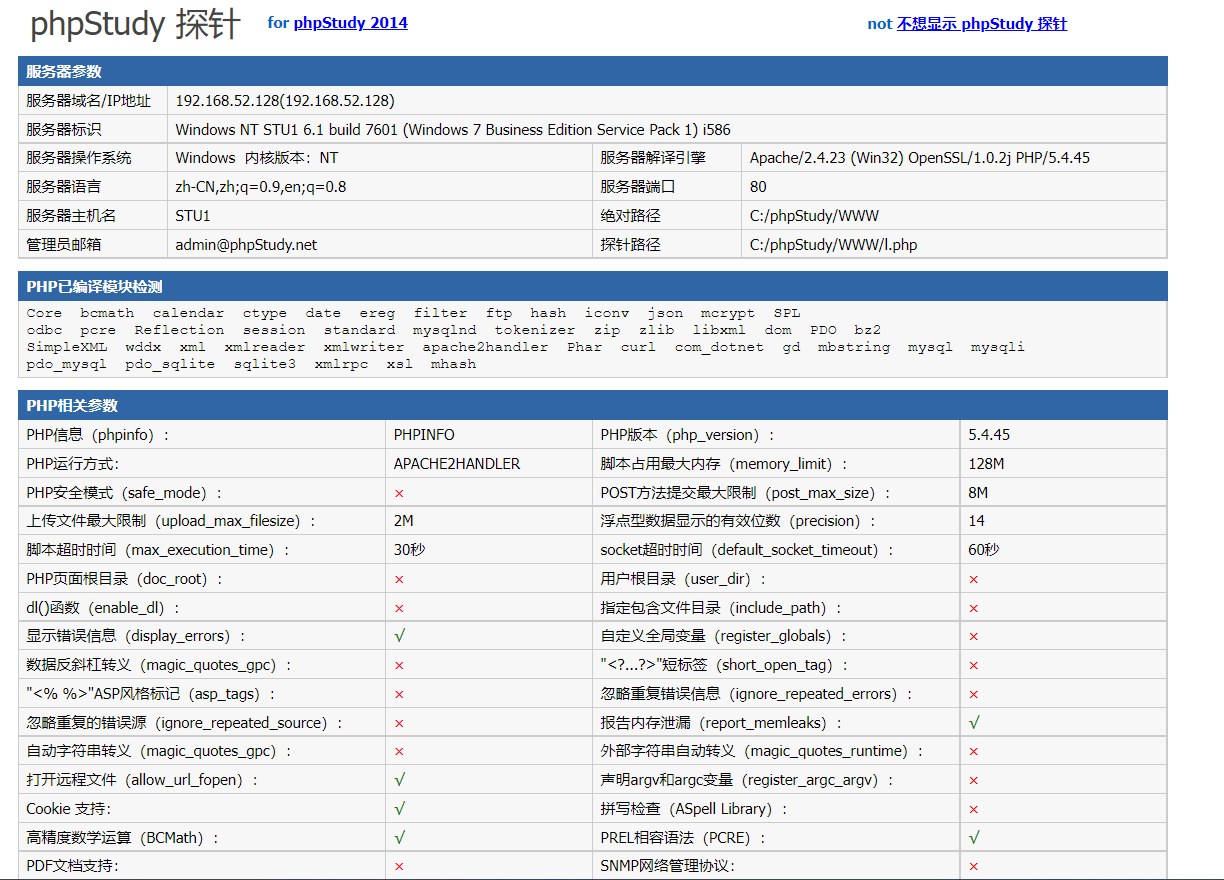 phpStudy 探针 for phpStudy 2014 not 不想显示 phpStudy 探针
服务器参数
服务器域名/IP地址 192.168.52.128(192.168.52.128)
服务器标识 Windows NT STU1 6.1 build 7601 (Windows 7 Business Edition Service Pack 1) i586
服务器操作系统 Windows 内核版本：NT 服务器解译引擎 Apache/2.4.23 (Win32) OpenSSL/1.0.2j PHP/5.4.45
服务器语言 zh-CN,zh;q=0.9,en;q=0.8 服务器端口 80
服务器主机名 STU1 绝对路径 C:/phpStudy/WWW
管理员邮箱 admin@phpStudy.net 探针路径 C:/phpStudy/WWW/l.php
PHP已编译模块检测
Core bcmath calendar ctype date ereg filter ftp hash iconv json mcrypt SPL
odbc pcre Reflection session standard mysqlnd tokenizer zip zlib libxml dom PDO bz2
SimpleXML wddx xml xmlreader xmlwriter apache2handler Phar curl com_dotnet gd mbstring mysql mysqli
pdo_mysql pdo_sqlite sqlite3 xmlrpc xsl mhash
PHP相关参数
PHP信息（phpinfo）: PHPINFO PHP版本（php_version）: 5.4.45
PHP运行方式: APACHE2HANDLER 脚本占用最大内存（memory_limit）: 128M
PHP安全模式（safe_mode）: × POST方法提交最大限制（post_max_size）: 8M
上传文件最大限制（upload_max_filesize）: 2M 浮点型数据显示的有效位数（precision）: 14
脚本超时时间（max_execution_time）: 30秒 socket超时时间（default_socket_timeout）: 60秒
PHP页面根目录（doc_root）: × 用户根目录（user_dir）: ×
dl()函数（enable_dl）: × 指定包含文件目录（include_path）: ×
显示错误信息（display_errors）: √ 自定义全局变量（register_globals）: ×
数据反斜杠转义（magic_quotes_gpc）: × "<?...?>"短标签（short_open_tag）: ×
"<% %>"ASP风格标记（asp_tags）: × 忽略重复错误信息（ignore_repeated_errors）: ×
忽略重复的错误源（ignore_repeated_source）: × 报告内存泄漏（report_memleaks）: √
自动字符串转义（magic_quotes_gpc）: × 外部字符串自动转义（magic_quotes_runtime）: ×
打开远程文件（allow_url_fopen）: √ 声明argv和argc变量（register_argc_argv）: ×
Cookie 支持: √ 拼写检查（ASpell Library）: ×
高精度数学运算（BCMath）: √ PREL相容语法（PCRE）: √
PDF文档支持: × SNMP网络管理协议: ×